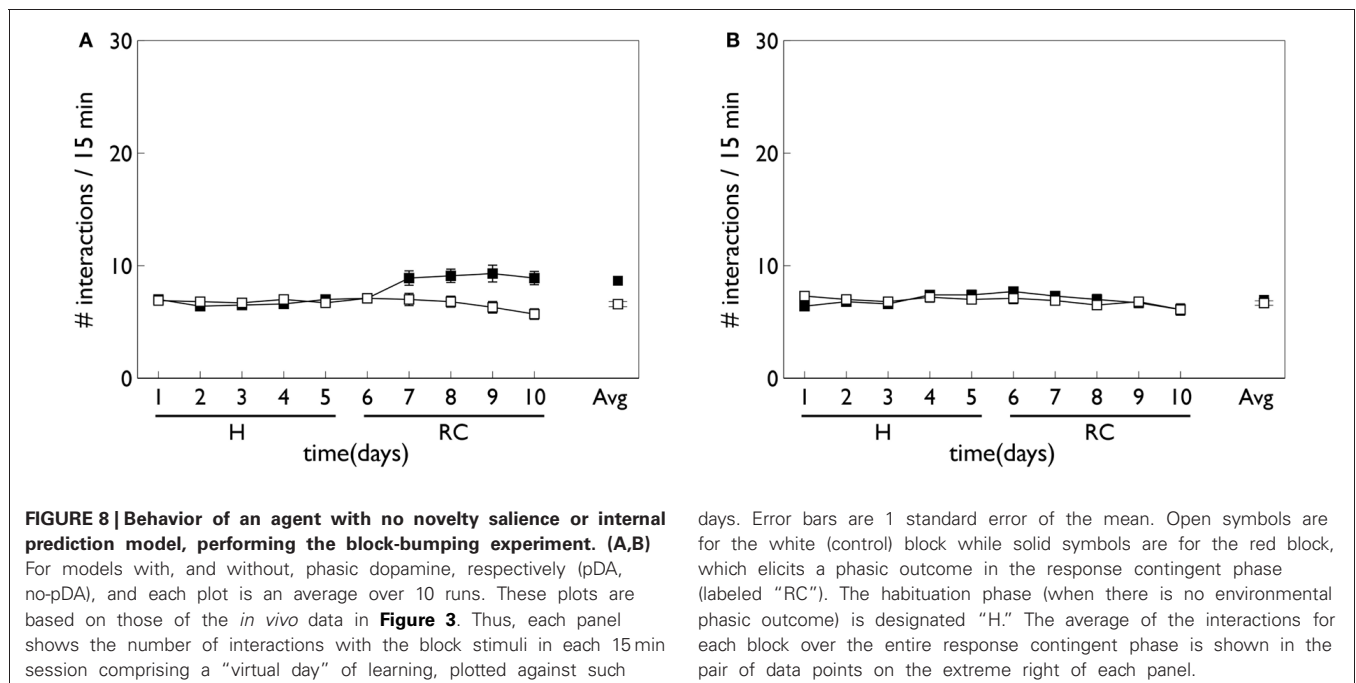 A
30
20
10
0
# interactions / 15 min
1 2 3 4 5 6 7 8 9 10 Avg
H RC
time(days)
B
30
20
10
0
# interactions / 15 min
1 2 3 4 5 6 7 8 9 10 Avg
H RC
time(days)
FIGURE 8 | Behavior of an agent with no novelty salience or internal
prediction model, performing the block-bumping experiment. (A,B)
For models with, and without, phasic dopamine, respectively (pDA,
no-pDA), and each plot is an average over 10 runs. These plots are
based on those of the in vivo data in Figure 3. Thus, each panel
shows the number of interactions with the block stimuli in each 15 min
session comprising a “virtual day” of learning, plotted against such
days. Error bars are 1 standard error of the mean. Open symbols are
for the white (control) block while solid symbols are for the red block,
which elicits a phasic outcome in the response contingent phase
(labeled “RC”). The habituation phase (when there is no environmental
phasic outcome) is designated “H.” The average of the interactions for
each block over the entire response contingent phase is shown in the
pair of data points on the extreme right of each panel.